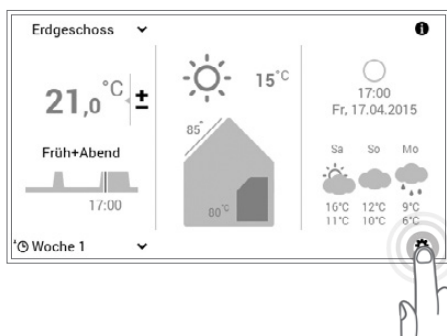 Erdgeschoss
21,0 °C ±
Früh+Abend
17:00
Woche 1
15°C
85°
80°C
17:00
Fr, 17.04.2015
Sa So Mo
16°C 12°C 9°C
11°C 10°C 6°C